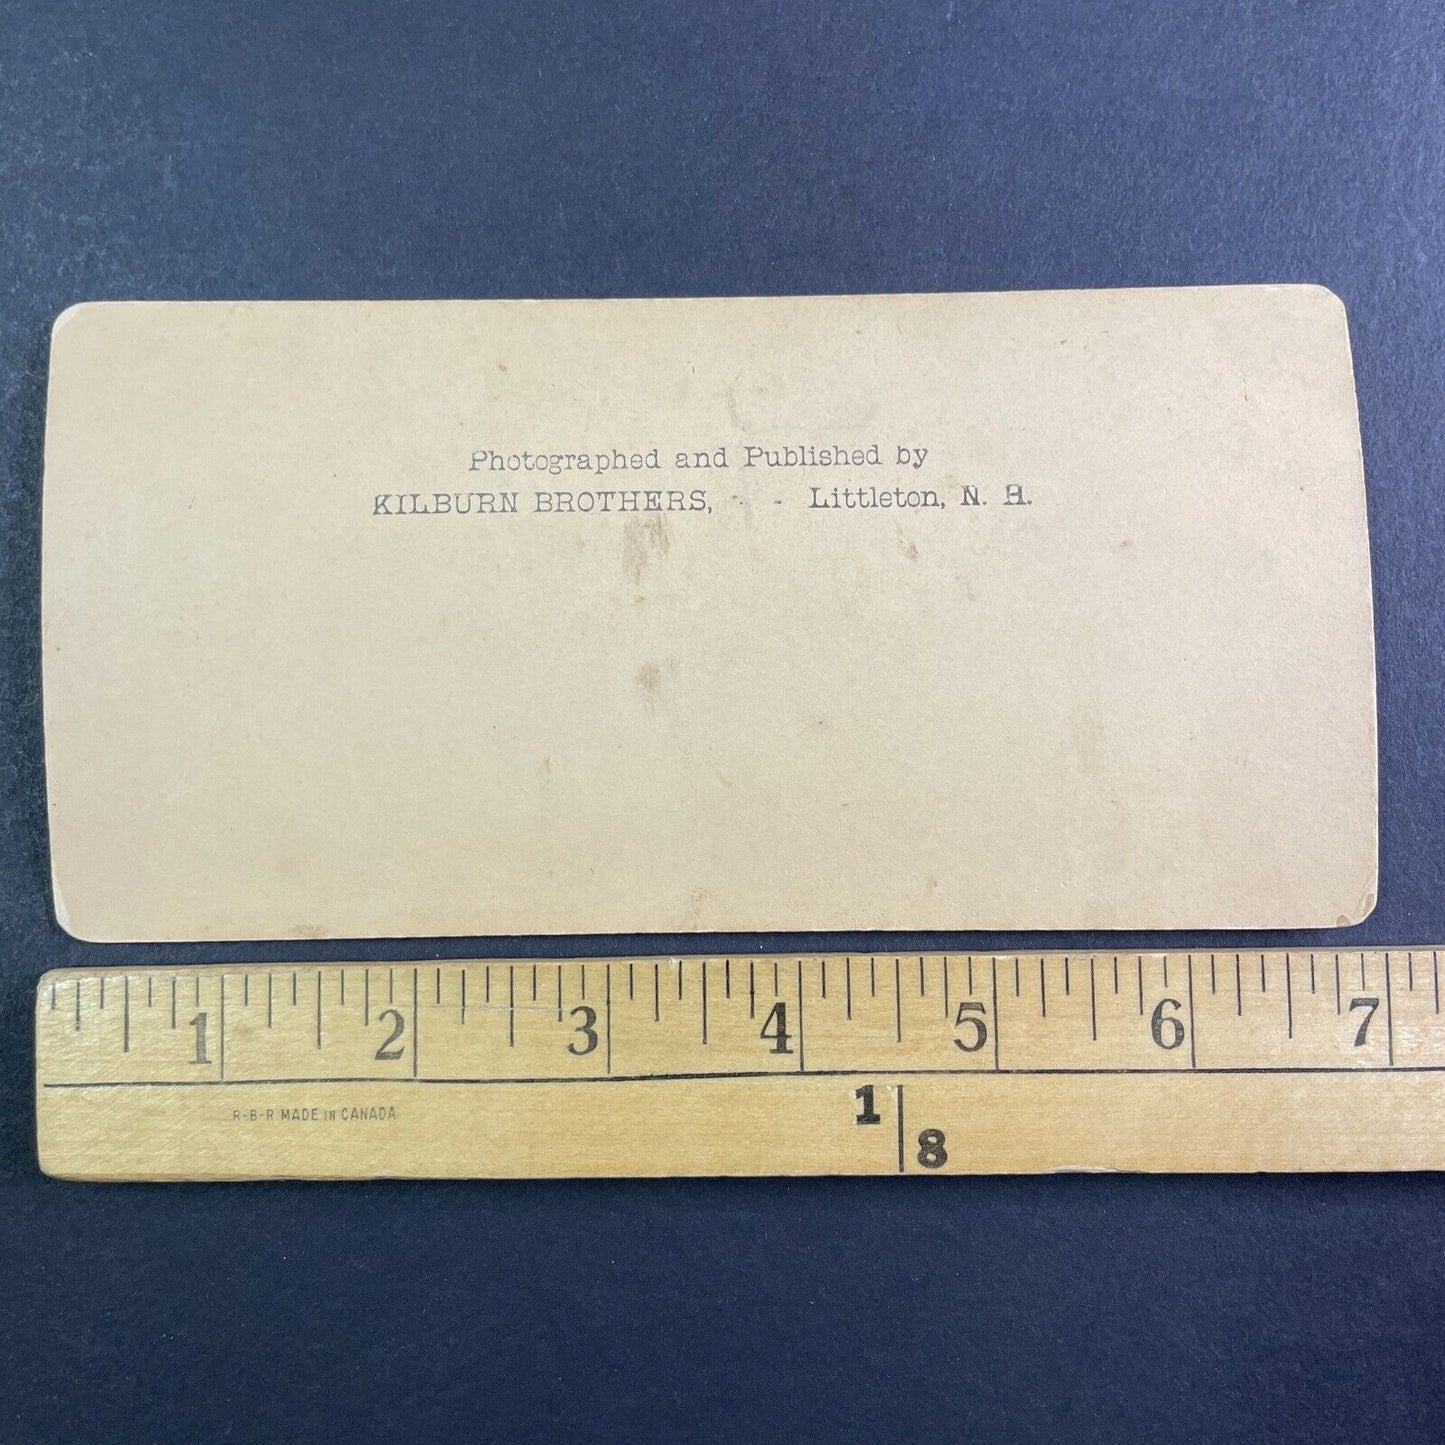 Photographed and Published by
KILBURN BROTHERS, - - Littleton, N. H.
1 2 3 4 5 6 7
R-B-R MADE IN CANADA
1 8